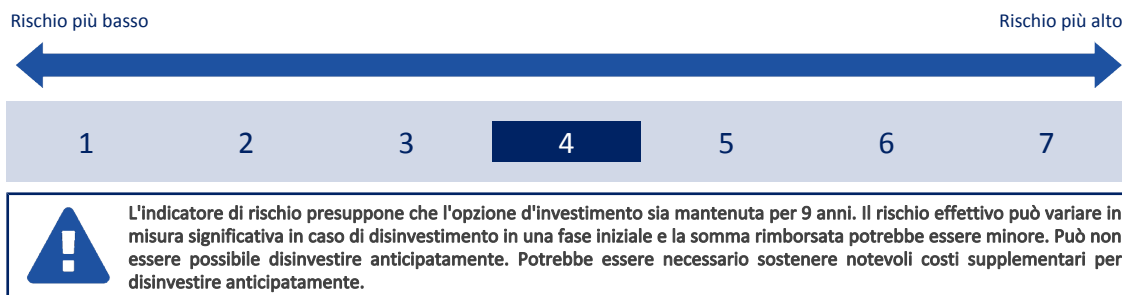 Rischio più basso Rischio più alto
1 2 3 4 5 6 7
L'indicatore di rischio presuppone che l'opzione d'investimento sia mantenuta per 9 anni. Il rischio effettivo può variare in
misura significativa in caso di disinvestimento in una fase iniziale e la somma rimborsata potrebbe essere minore. Può non
essere possibile disinvestire anticipatamente. Potrebbe essere necessario sostenere notevoli costi supplementari per
disinvestire anticipatamente.